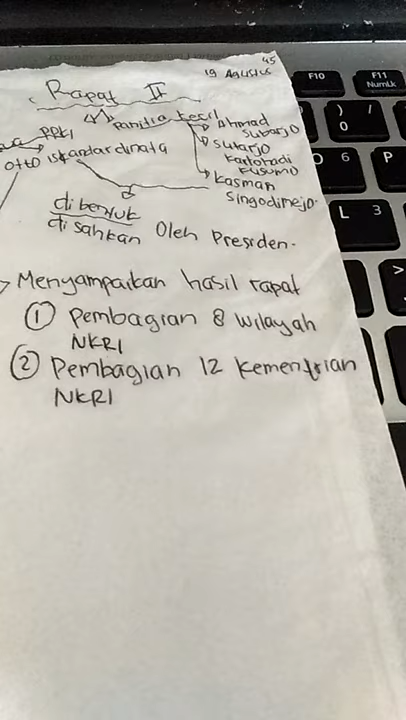 19 Agustus 45
Rapat II
PPKI
Panitia kecil
Ahmad
Subarjo
Otto Iskandardinata
Sutarjo
Kartohadi
Kusumo
Kasman
Singodimejo.
dibentuk
disahkan Oleh Presiden.
Menyampaikan hasil rapat
① Pembagian 8 wilayah
NKRI
② Pembagian 12 kementrian
NKRI
F10
F11
NumLk
)
0
/
O 6
P
L 3
>